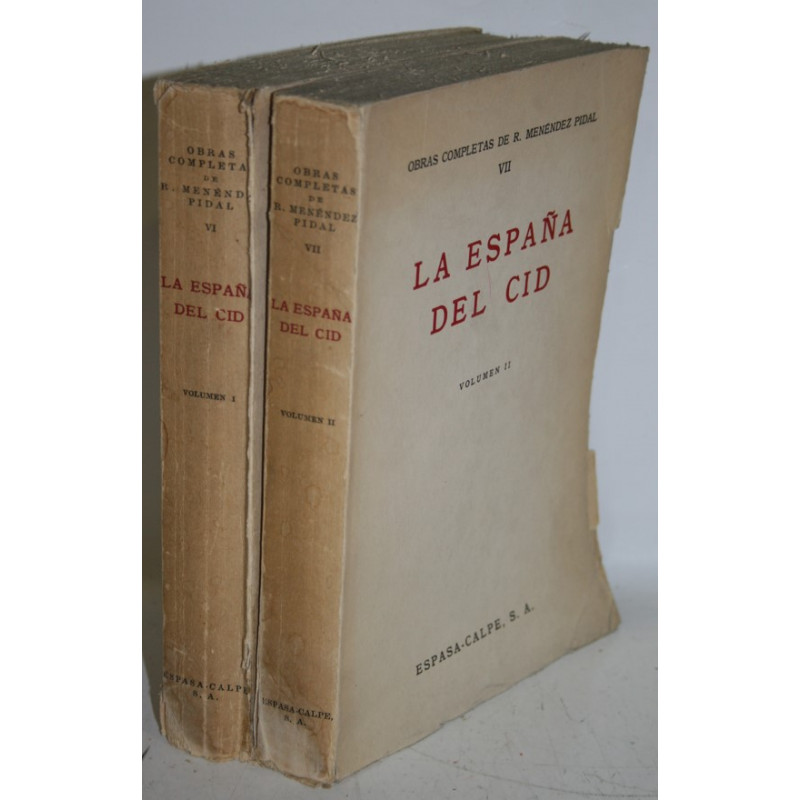 OBRAS
COMPLETA
DE
R. MENÉND
PIDAL
VI
LA ESPAÑA
DEL CID
VOLUMEN I
ESPASA-CALPE
S. A.
OBRAS
COMPLETAS
DE
R. MENÉNDEZ
PIDAL
VII
LA ESPAÑA
DEL CID
VOLUMEN II
ESPASA-CALPE,
S. A.
OBRAS COMPLETAS DE R. MENÉNDEZ PIDAL
VII
LA ESPAÑA
DEL CID
VOLUMEN II
ESPASA-CALPE, S. A.